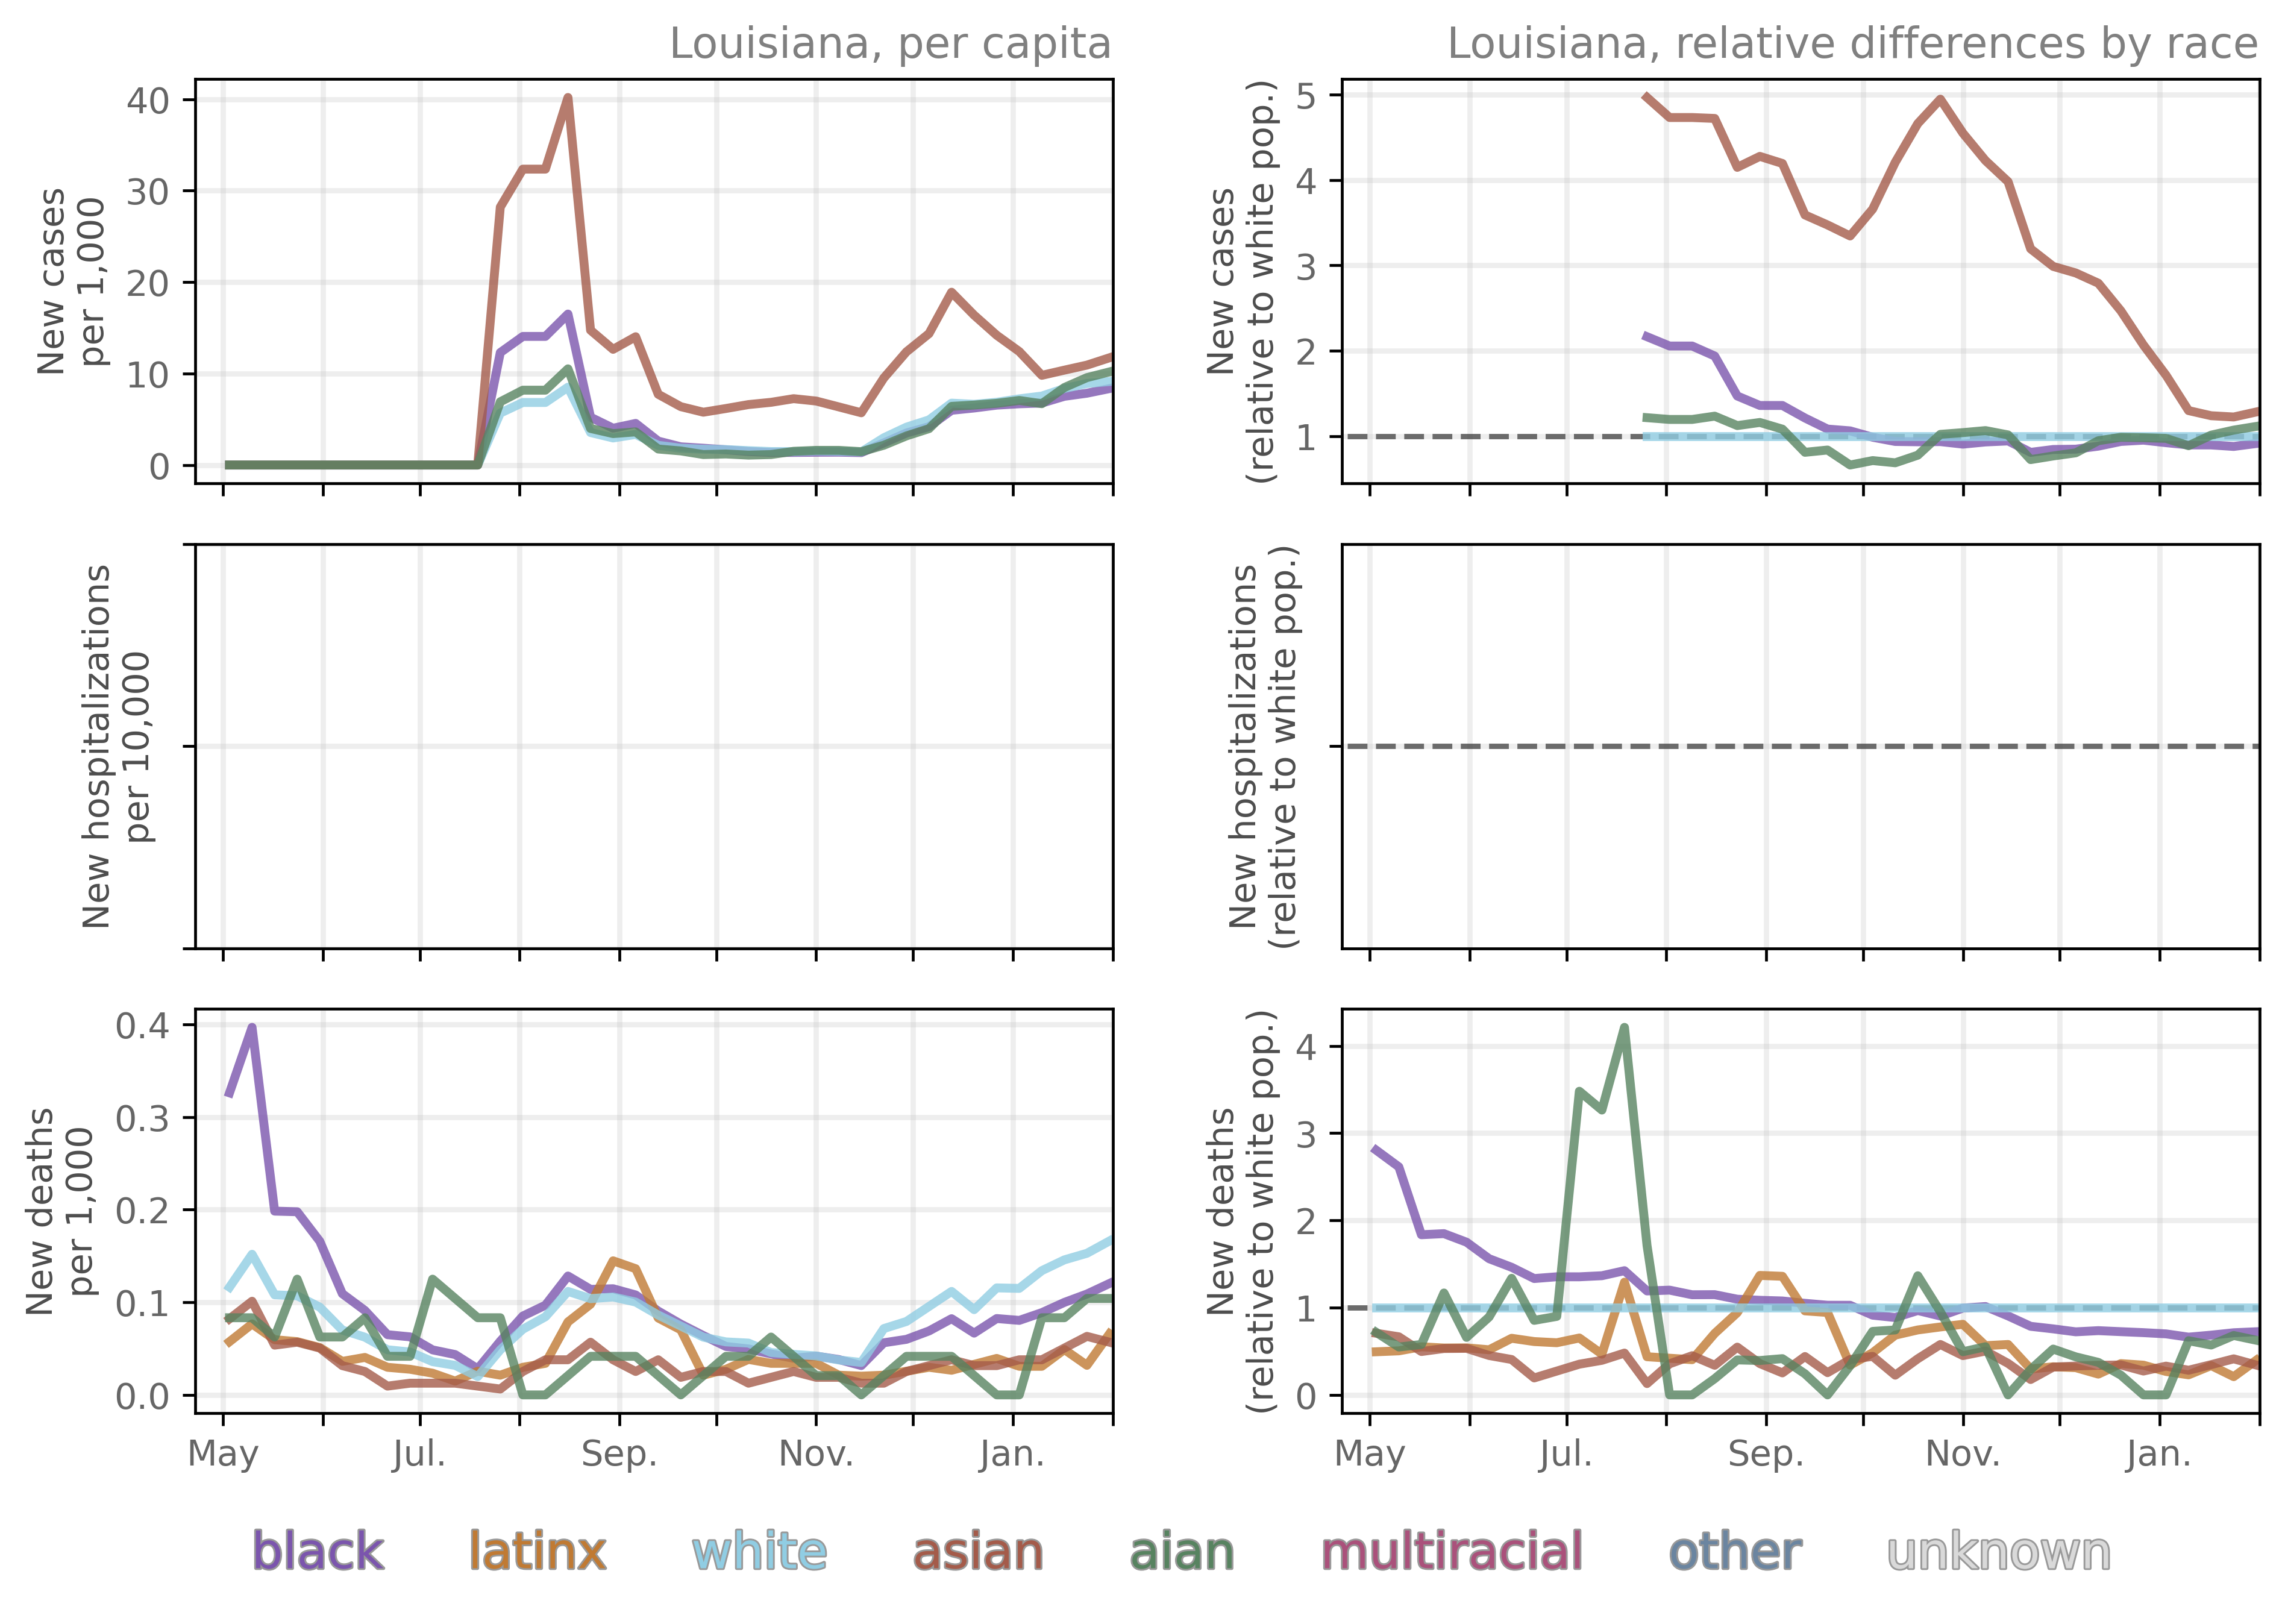 Louisiana, per capita
Louisiana, relative differences by race
New cases
per 1,000
40
30
20
10
0
New cases
(relative to white pop.)
5
4
3
2
1
New hospitalizations
per 10,000
New hospitalizations
(relative to white pop.)
New deaths
per 1,000
0.4
0.3
0.2
0.1
0.0
May Jul. Sep. Nov. Jan.
New deaths
(relative to white pop.)
4
3
2
1
0
May Jul. Sep. Nov. Jan.
black latinx white asian aian multiracial other unknown